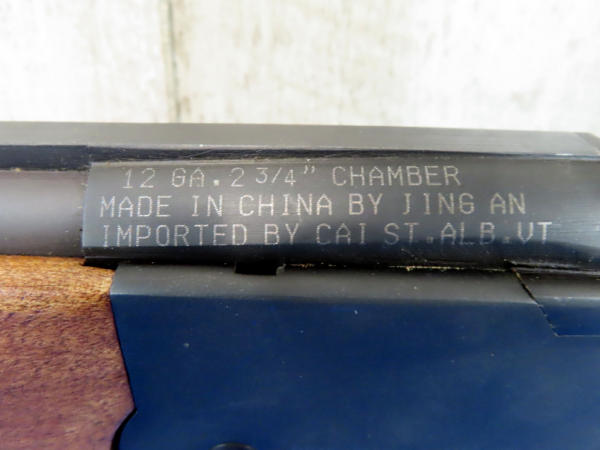 12 GA. 2 3/4" CHAMBER
MADE IN CHINA BY JING AN
IMPORTED BY CAI ST.ALB.VT